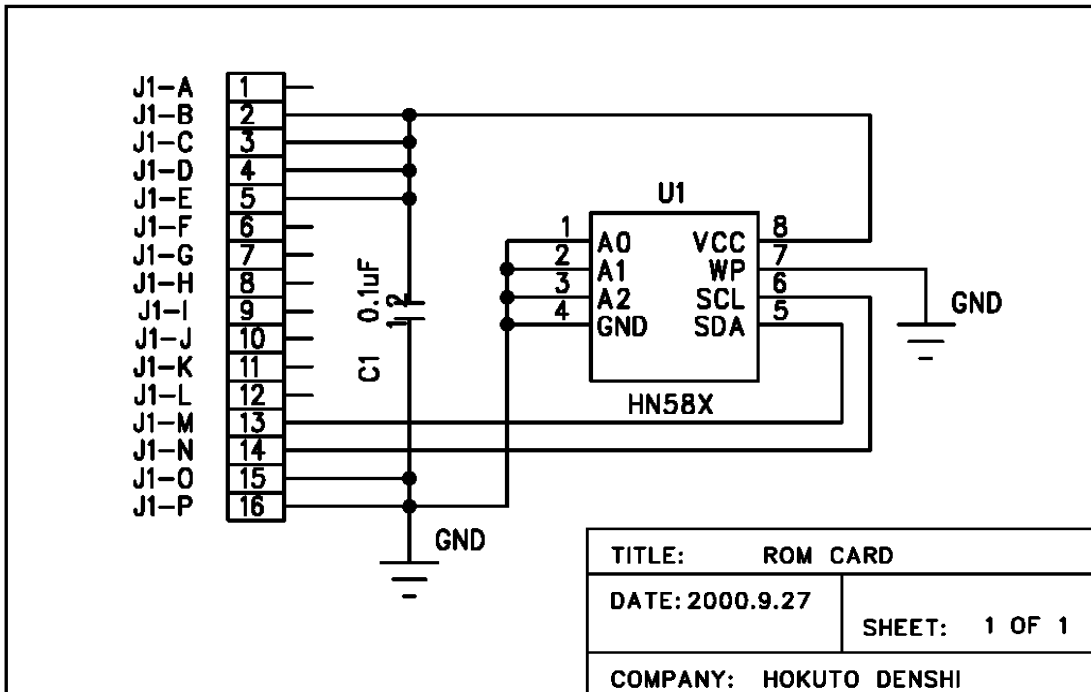 J1-A 1
J1-B 2
J1-C 3
J1-D 4
J1-E 5
J1-F 6
J1-G 7
J1-H 8
J1-I 9
J1-J 10
J1-K 11
J1-L 12
J1-M 13
J1-N 14
J1-O 15
J1-P 16
C1 0.1uF
1 2
GND
U1
1 A0 VCC 8
2 A1 WP 7
3 A2 SCL 6
4 GND SDA 5
HN58X
GND
TITLE: ROM CARD
DATE: 2000.9.27
SHEET: 1 OF 1
COMPANY: HOKUTO DENSHI